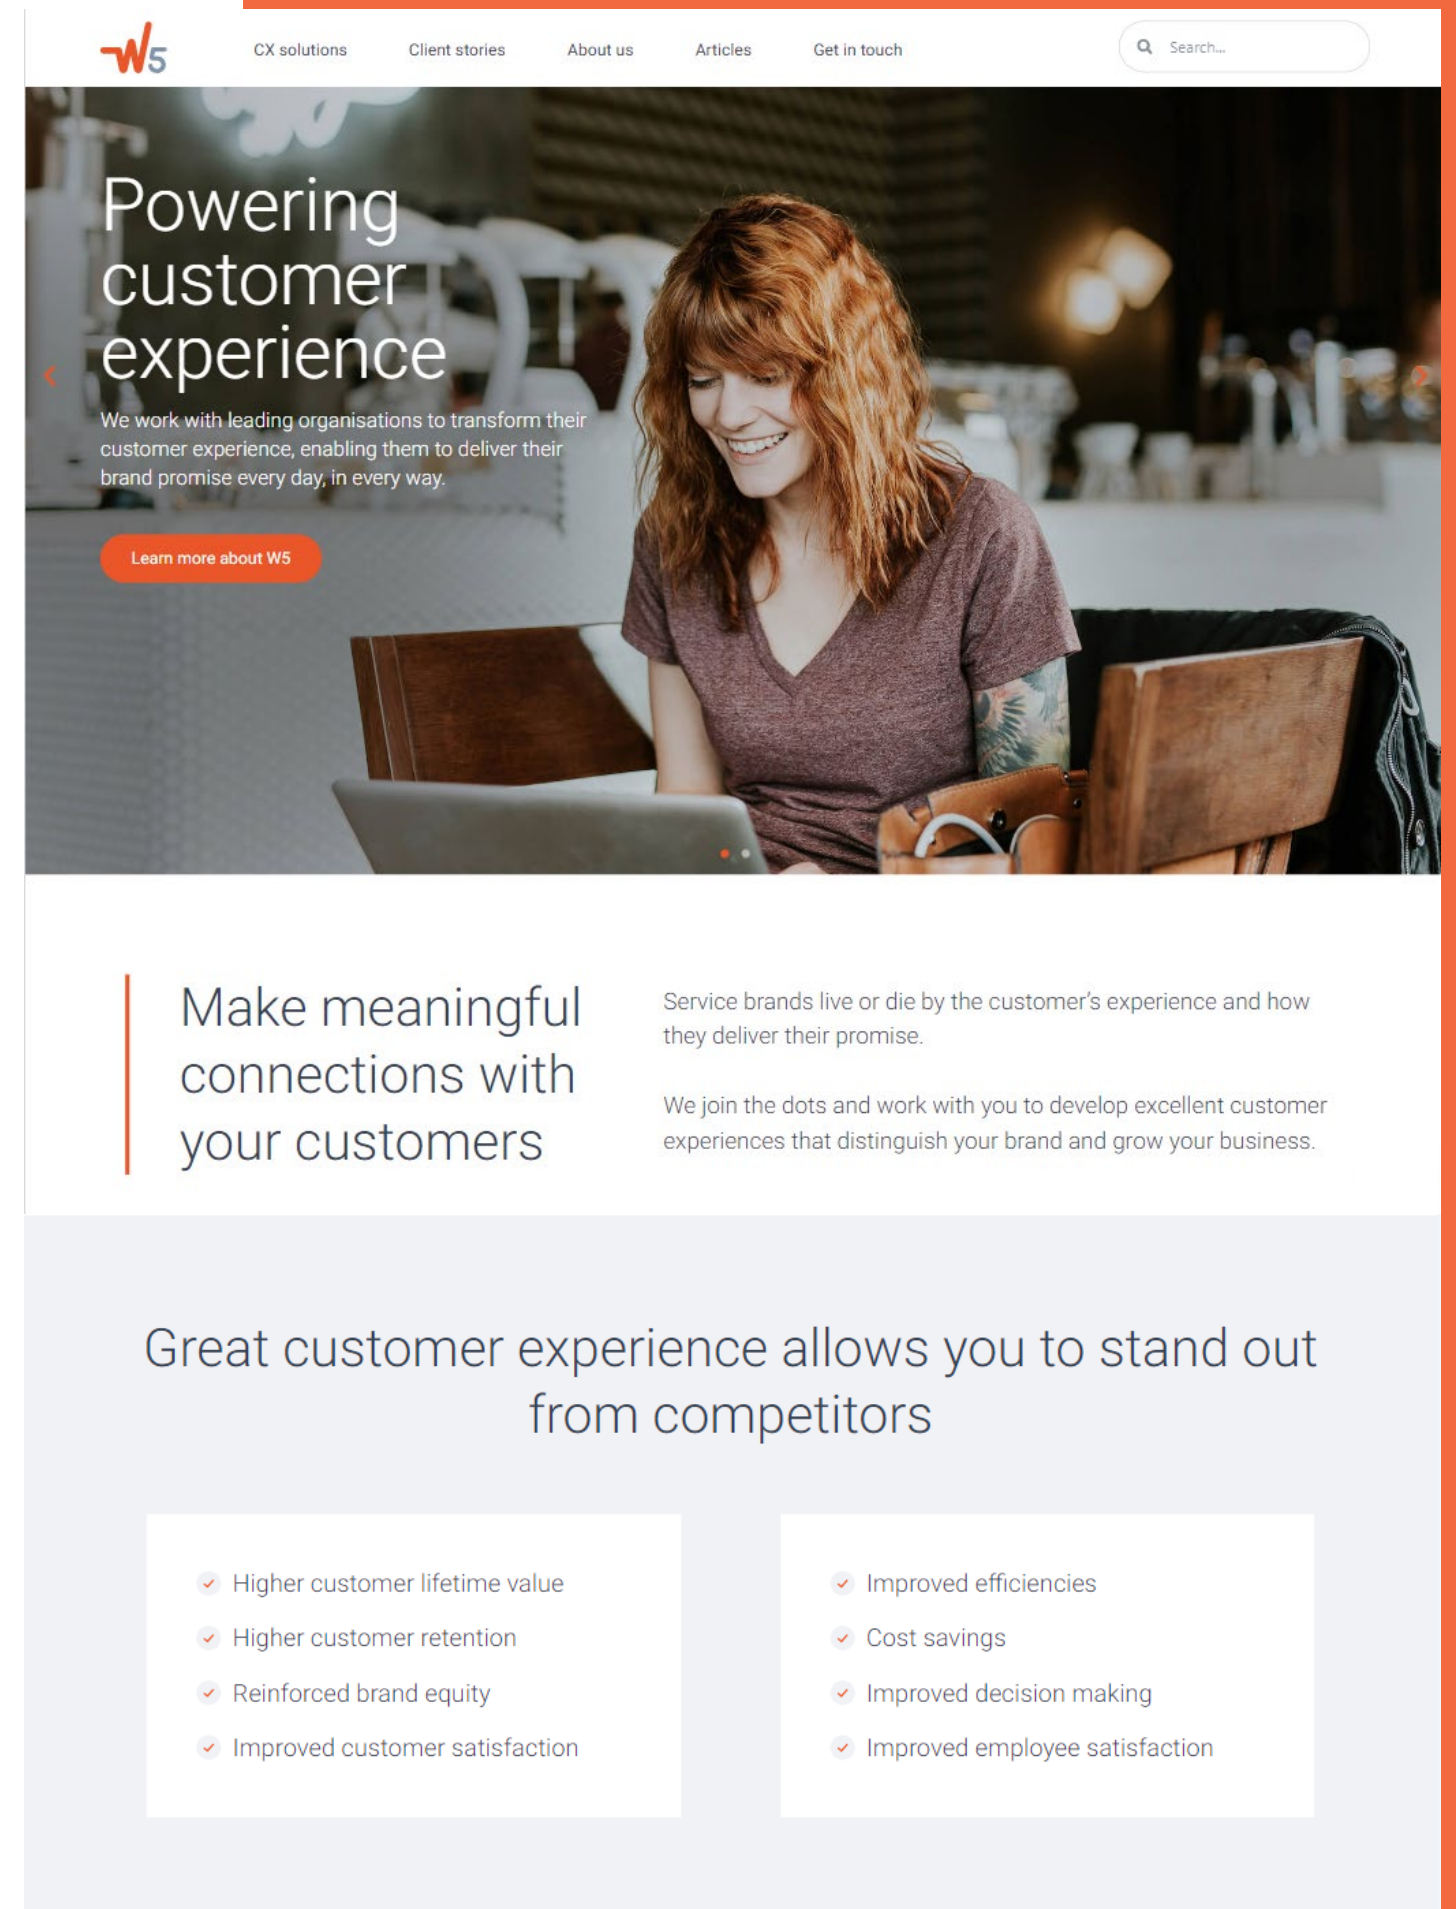 W5
CX solutions
Client stories
About us
Articles
Get in touch
Search...
Powering
customer
experience
We work with leading organisations to transform their
customer experience, enabling them to deliver their
brand promise every day, in every way.
Learn more about W5
Make meaningful
connections with
your customers
Service brands live or die by the customer's experience and how
they deliver their promise.
We join the dots and work with you to develop excellent customer
experiences that distinguish your brand and grow your business.
Great customer experience allows you to stand out
from competitors
Higher customer lifetime value
Higher customer retention
Reinforced brand equity
Improved customer satisfaction
Improved efficiencies
Cost savings
Improved decision making
Improved employee satisfaction